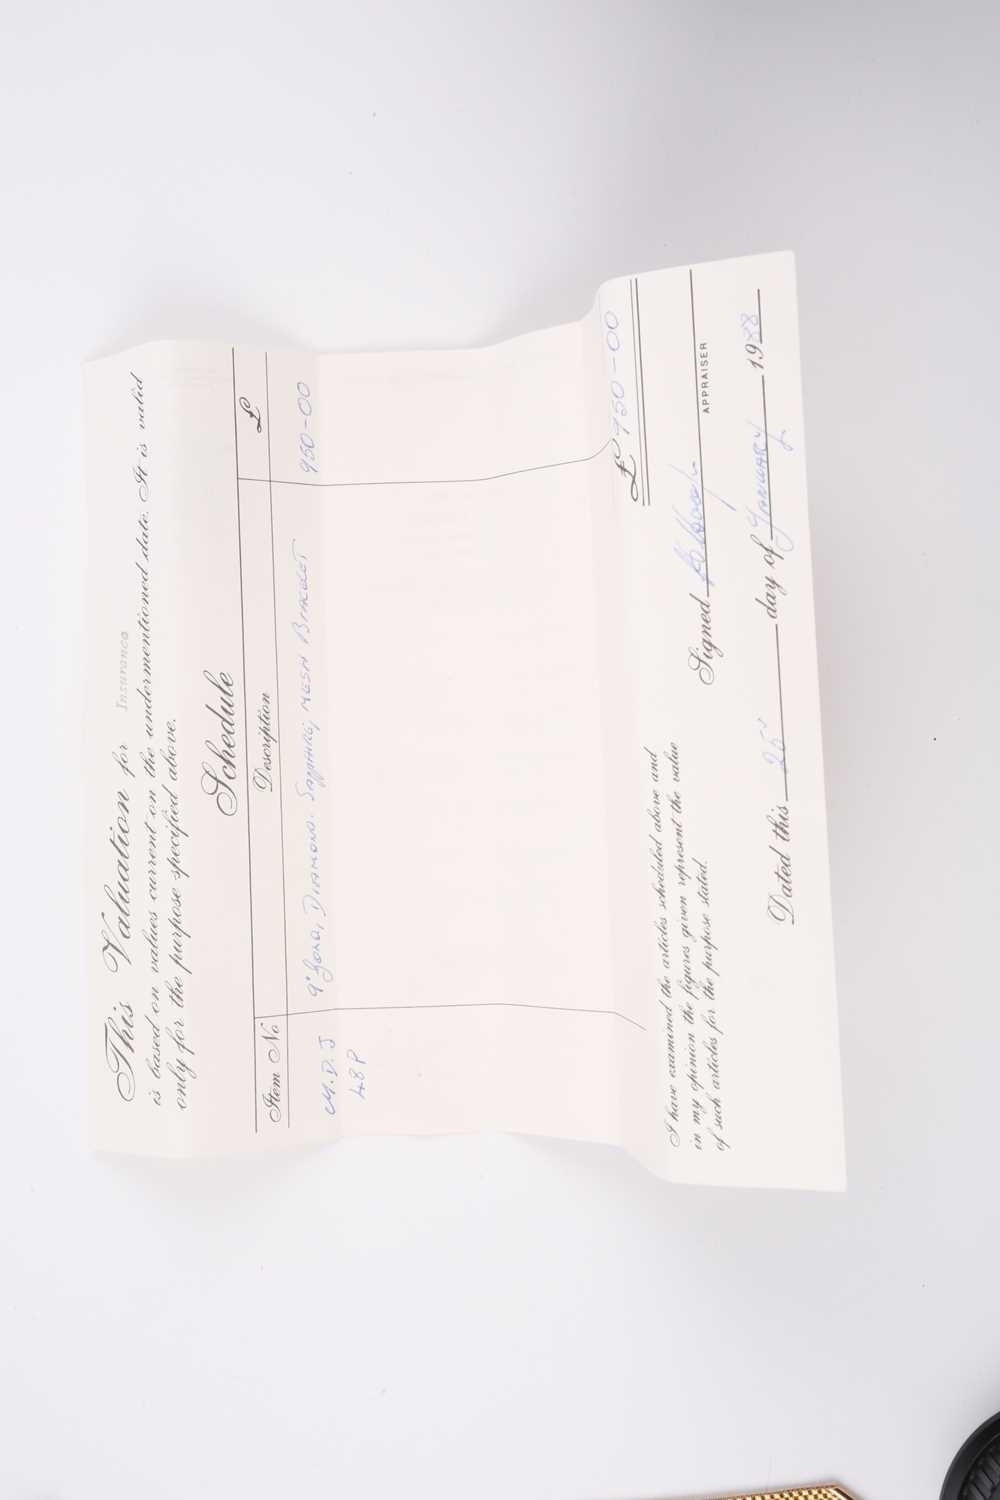 This Valuation for Insurance
is based on values current on the undermentioned date. It is valid
only for the purpose specified above.
Schedule
Item No Description £
M.D.J 9ct Gold, Diamond. Sapphire, MESH Bracelet 950-00
48P
£ 950-00
I have examined the articles scheduled above and
in my opinion the figures given represent the value
of such articles for the purpose stated.
Signed
APPRAISER
Dated this 25 day of January 1988